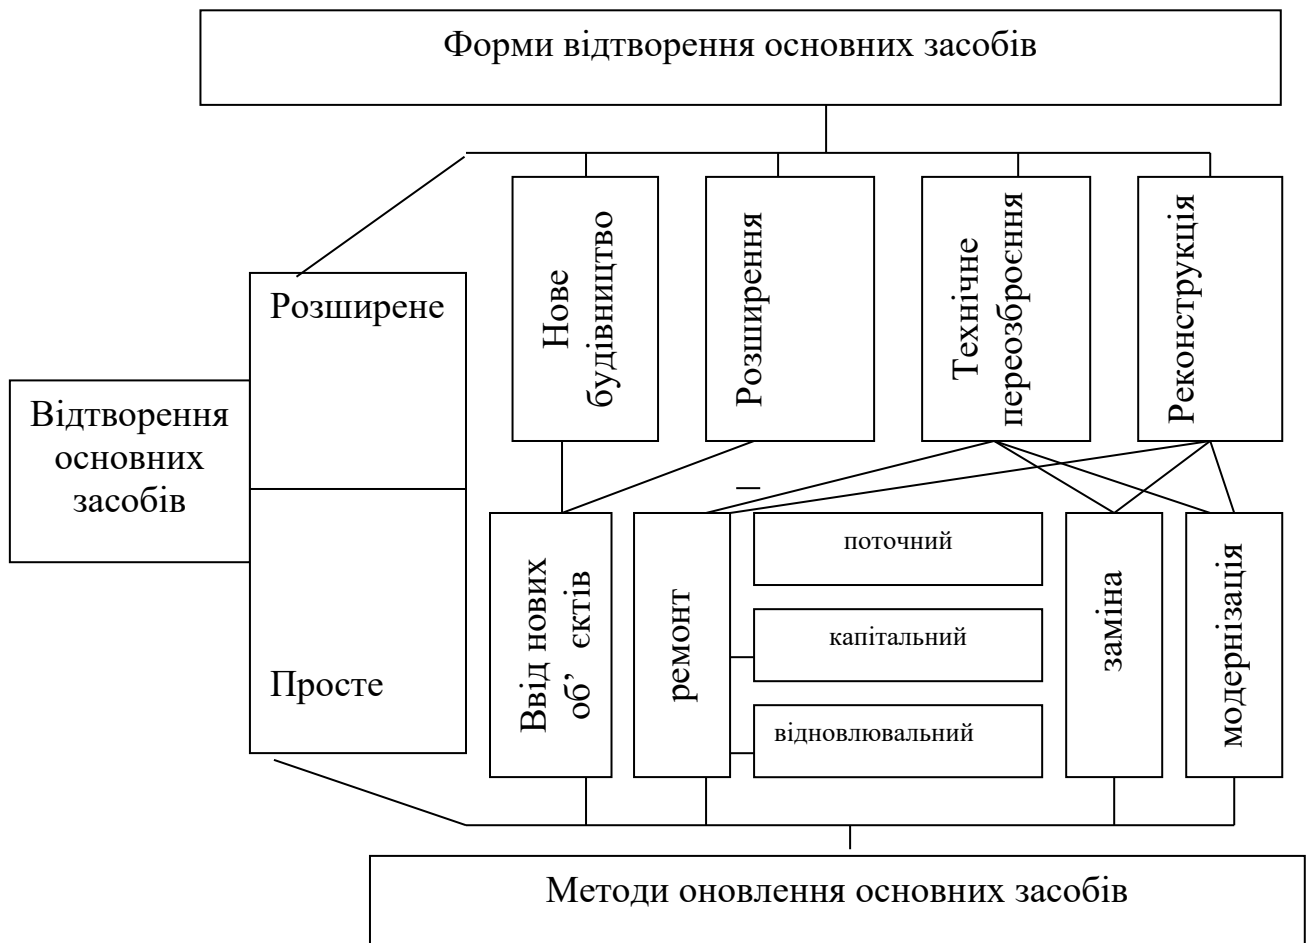 Форми відтворення основних засобів
Нове
будівництво
Розширення
Технічне
переозброєння
Реконструкція
Розширене
Відтворення
основних
засобів
Просте
Ввід нових
об’ єктів
ремонт
поточний
капітальний
відновлювальний
заміна
модернізація
Методи оновлення основних засобів